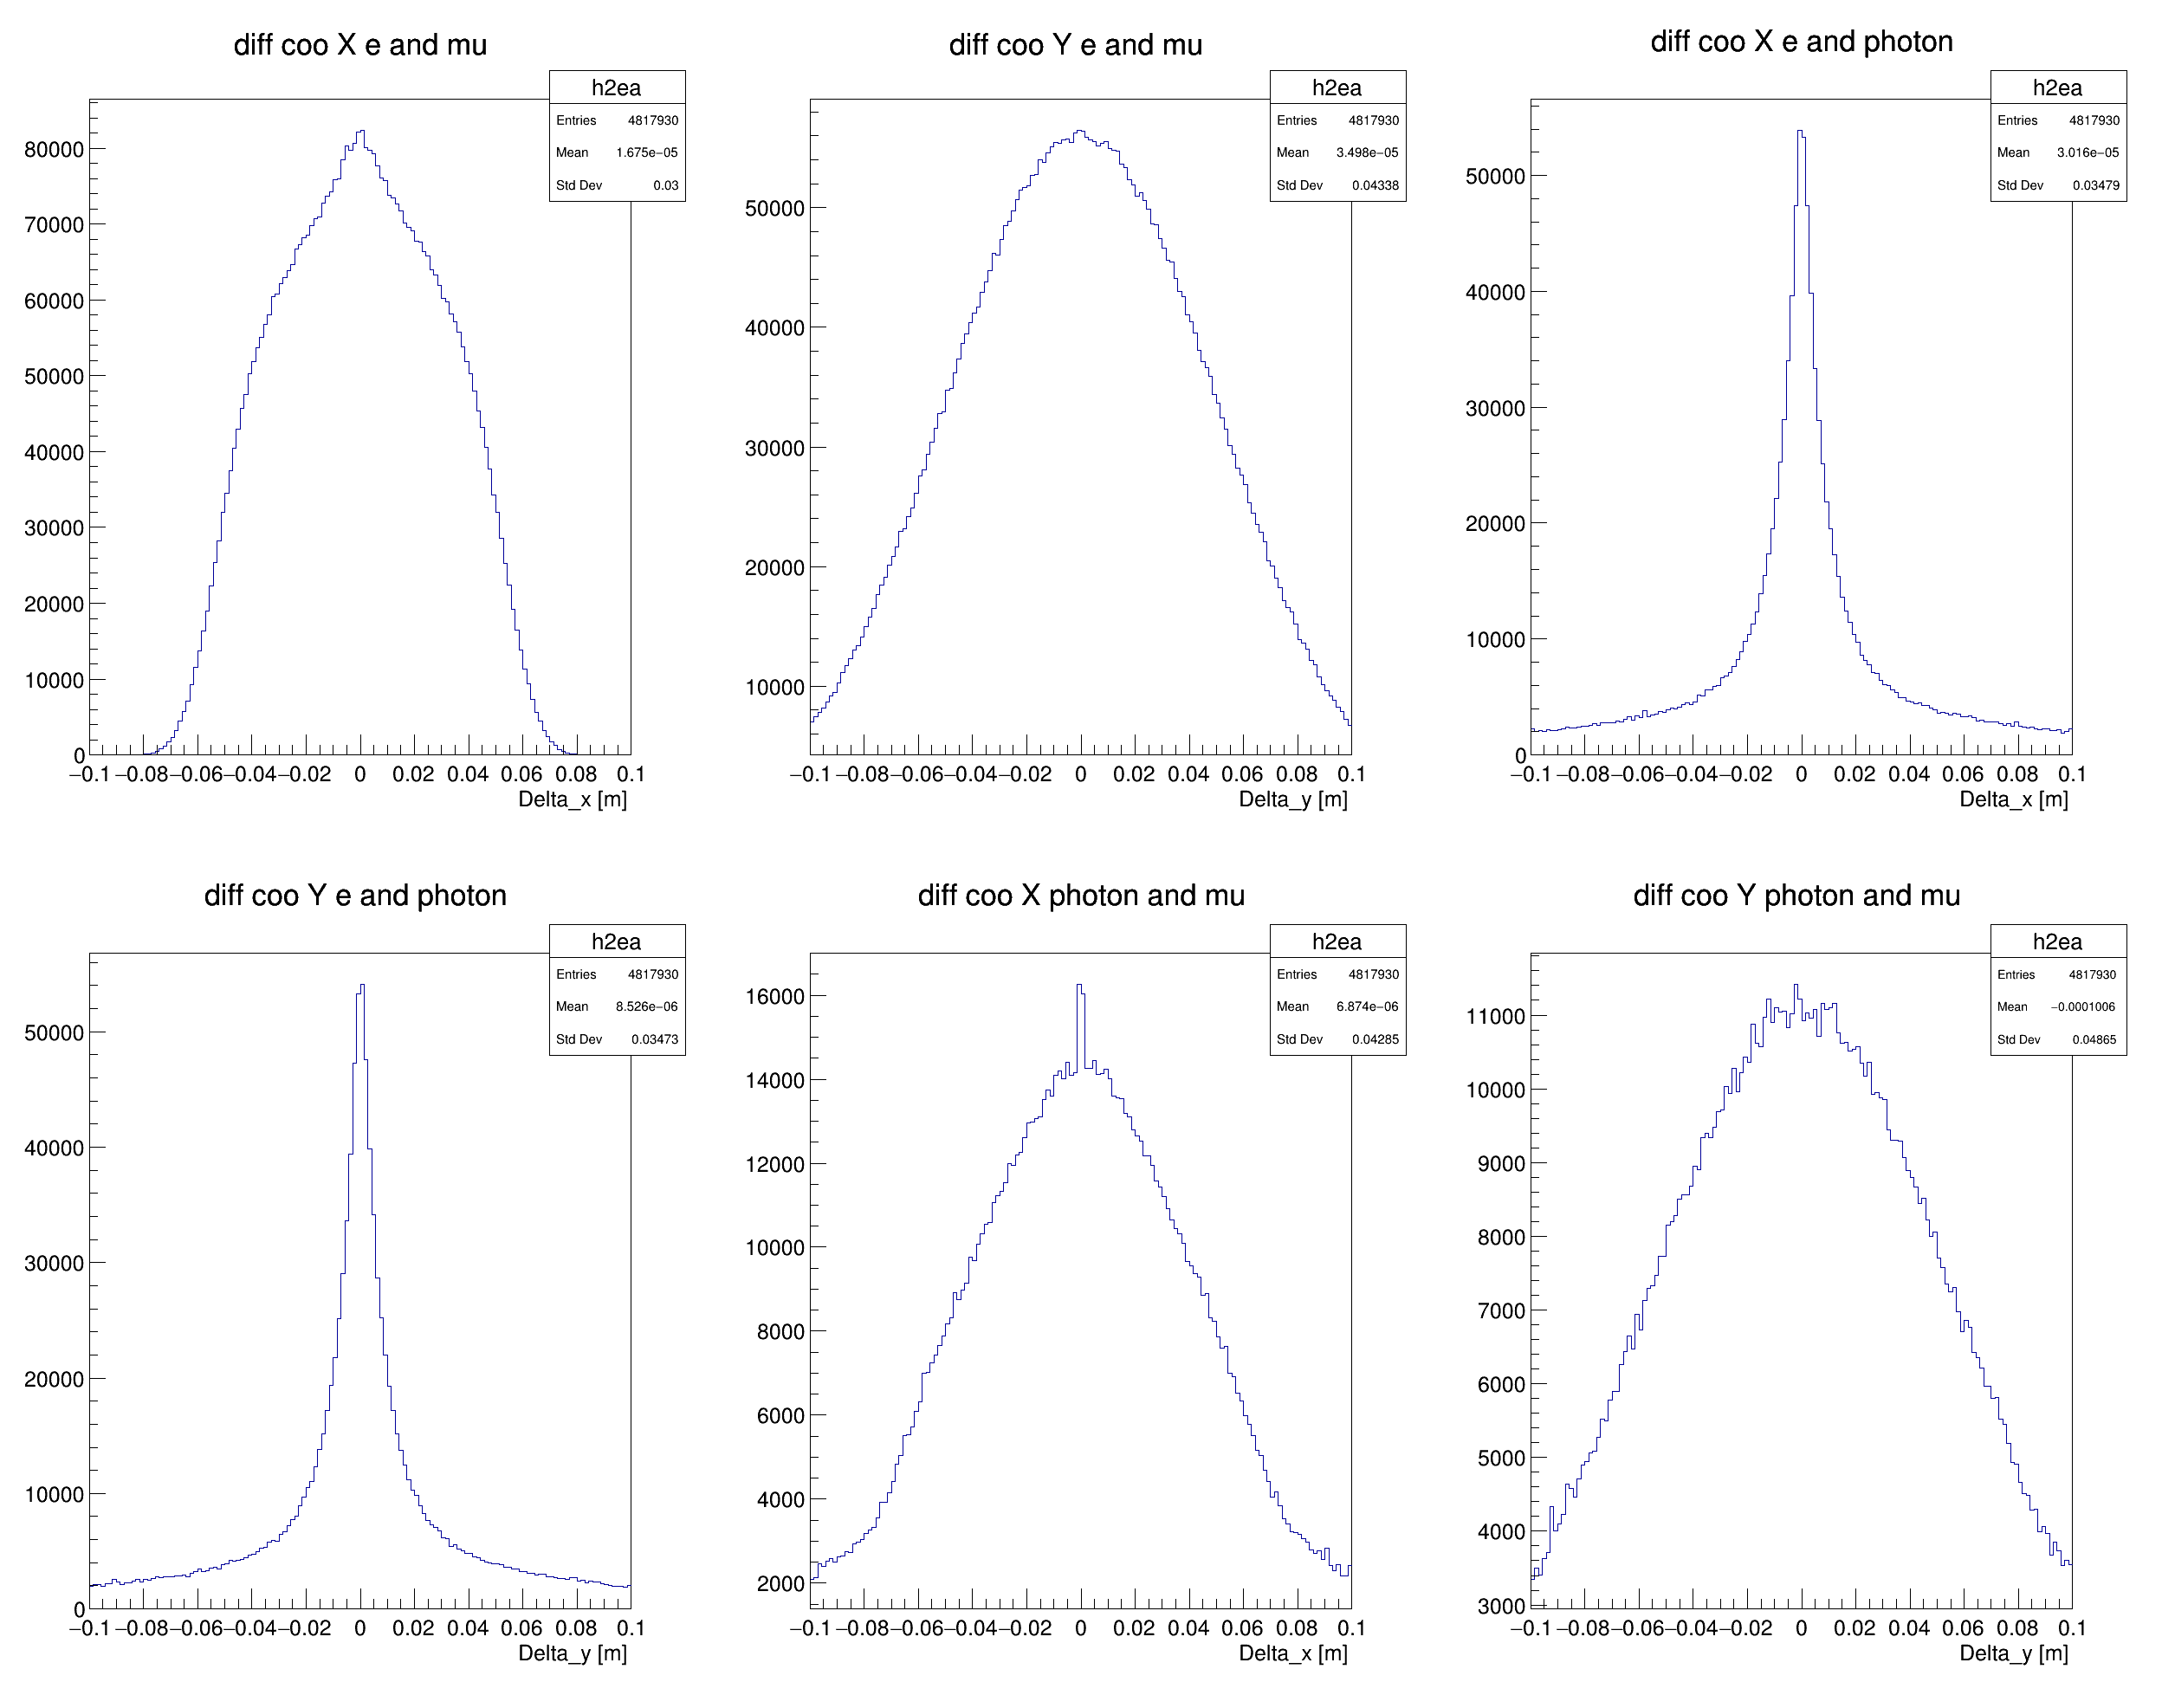 diff coo X e and mu
h2ea
Entries 4817930
Mean 1.675e−05
Std Dev 0.03
80000
70000
60000
50000
40000
30000
20000
10000
0
−0.1 −0.08 −0.06 −0.04 −0.02 0 0.02 0.04 0.06 0.08 0.1
Delta_x [m]
diff coo Y e and mu
h2ea
Entries 4817930
Mean 3.498e−05
Std Dev 0.04338
50000
40000
30000
20000
10000
−0.1 −0.08 −0.06 −0.04 −0.02 0 0.02 0.04 0.06 0.08 0.1
Delta_y [m]
diff coo X e and photon
h2ea
Entries 4817930
Mean 3.016e−05
Std Dev 0.03479
50000
40000
30000
20000
10000
0
−0.1 −0.08 −0.06 −0.04 −0.02 0 0.02 0.04 0.06 0.08 0.1
Delta_x [m]
diff coo Y e and photon
h2ea
Entries 4817930
Mean 8.526e−06
Std Dev 0.03473
50000
40000
30000
20000
10000
0
−0.1 −0.08 −0.06 −0.04 −0.02 0 0.02 0.04 0.06 0.08 0.1
Delta_y [m]
diff coo X photon and mu
h2ea
Entries 4817930
Mean 6.874e−06
Std Dev 0.04285
16000
14000
12000
10000
8000
6000
4000
2000
−0.1 −0.08 −0.06 −0.04 −0.02 0 0.02 0.04 0.06 0.08 0.1
Delta_x [m]
diff coo Y photon and mu
h2ea
Entries 4817930
Mean −0.0001006
Std Dev 0.04865
11000
10000
9000
8000
7000
6000
5000
4000
3000
−0.1 −0.08 −0.06 −0.04 −0.02 0 0.02 0.04 0.06 0.08 0.1
Delta_y [m]